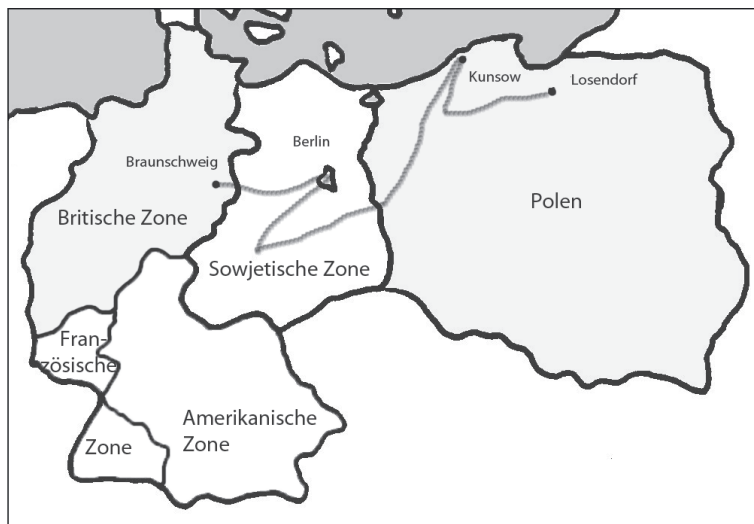 Kunsow
Losendorf
Berlin
Braunschweig
Polen
Britische Zone
Sowjetische Zone
Fran-
zösische
Amerikanische
Zone
Zone